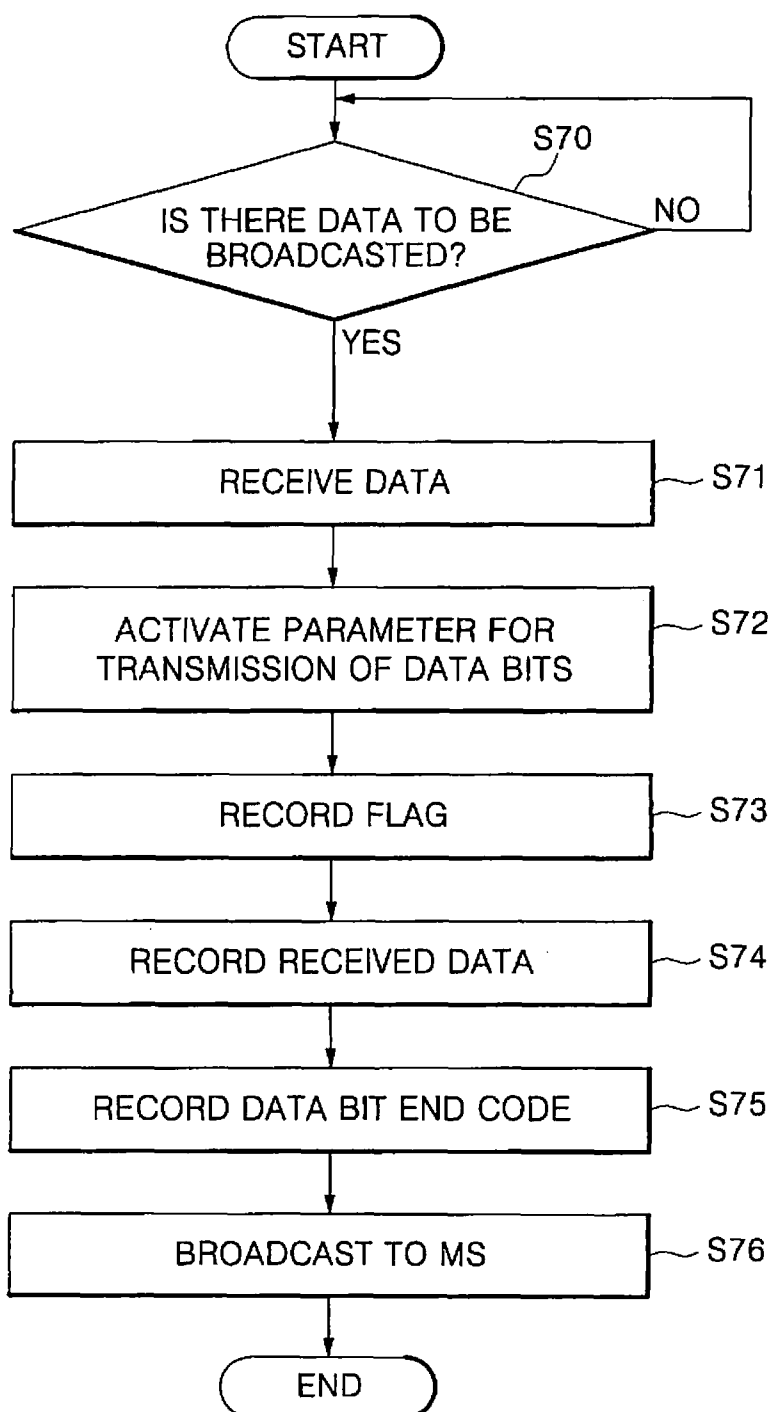 START
S70
IS THERE DATA TO BE
BROADCASTED?
NO
YES
RECEIVE DATA
S71
ACTIVATE PARAMETER FOR
TRANSMISSION OF DATA BITS
S72
RECORD FLAG
S73
RECORD RECEIVED DATA
S74
RECORD DATA BIT END CODE
S75
BROADCAST TO MS
S76
END